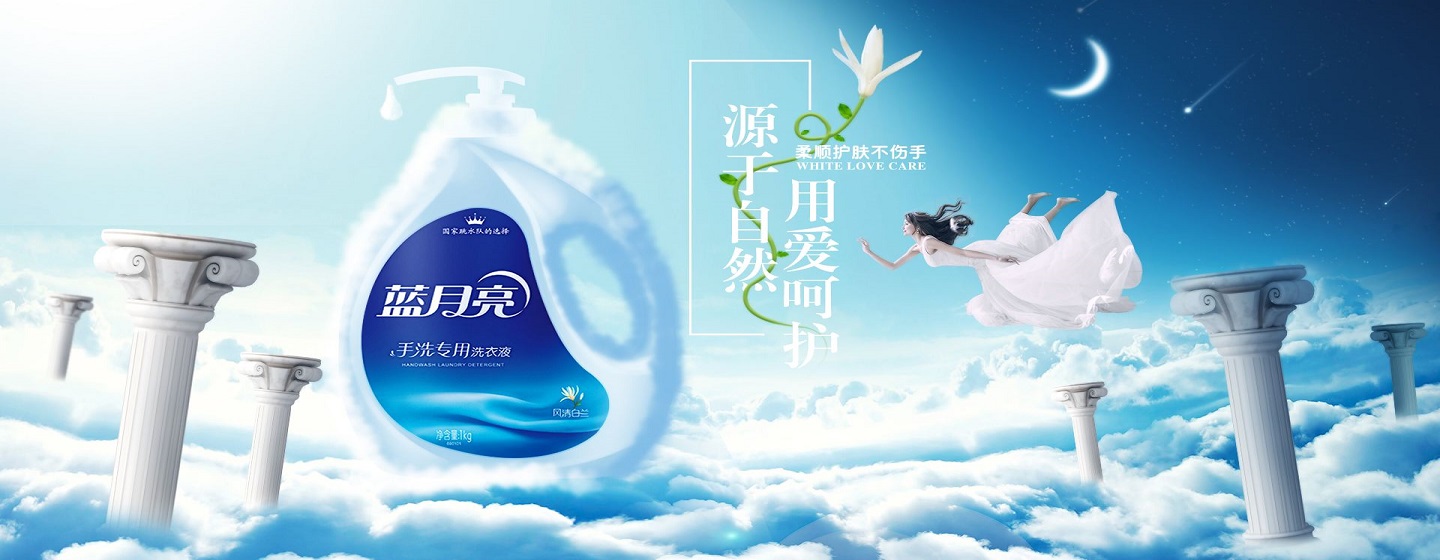 国家跳水队的选择
蓝月亮
手洗专用洗衣液
HANDWASH LAUNDRY DETERGENT
风清白兰
净含量:1kg
源于自然
柔顺护肤不伤手
WHITE LOVE CARE
用爱呵护